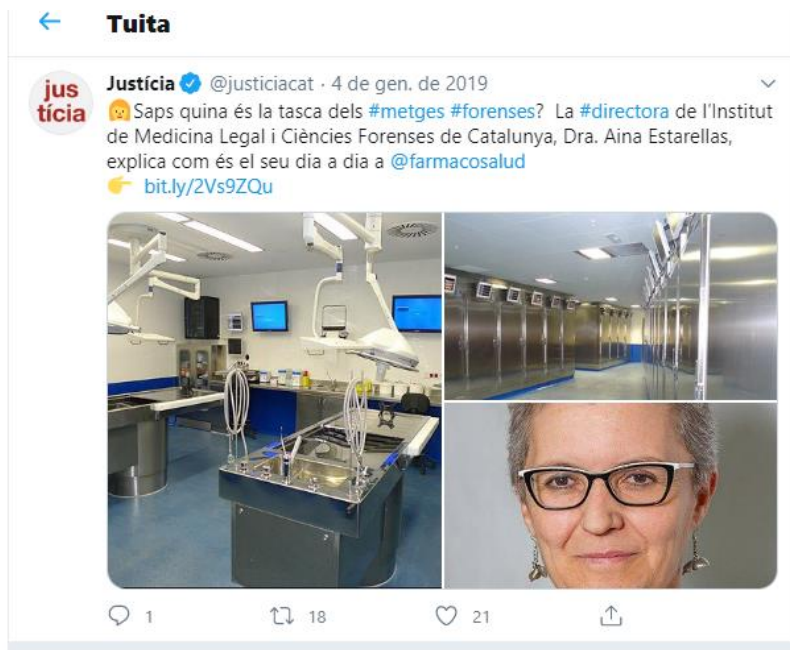 Tuita
jus
tícia
Justícia @justiciacat · 4 de gen. de 2019
Saps quina és la tasca dels #metges #forenses? La #directora de l'Institut
de Medicina Legal i Ciències Forenses de Catalunya, Dra. Aina Estarellas,
explica com és el seu dia a dia a @farmacosalud
bit.ly/2Vs9ZQu
1
18
21